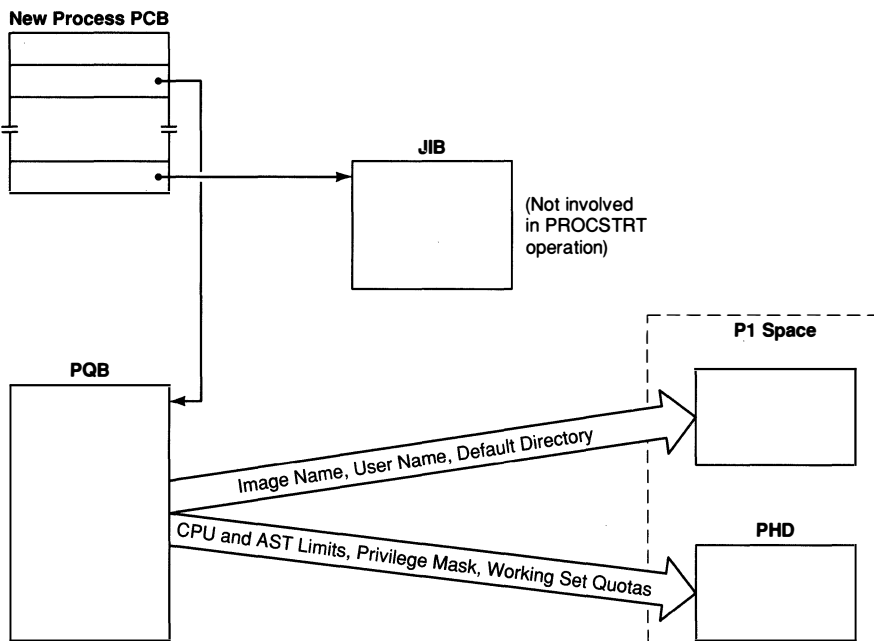 New Process PCB
JIB
(Not involved
in PROCSTRT
operation)
P1 Space
PQB
Image Name, User Name, Default Directory
CPU and AST Limits, Privilege Mask, Working Set Quotas
PHD